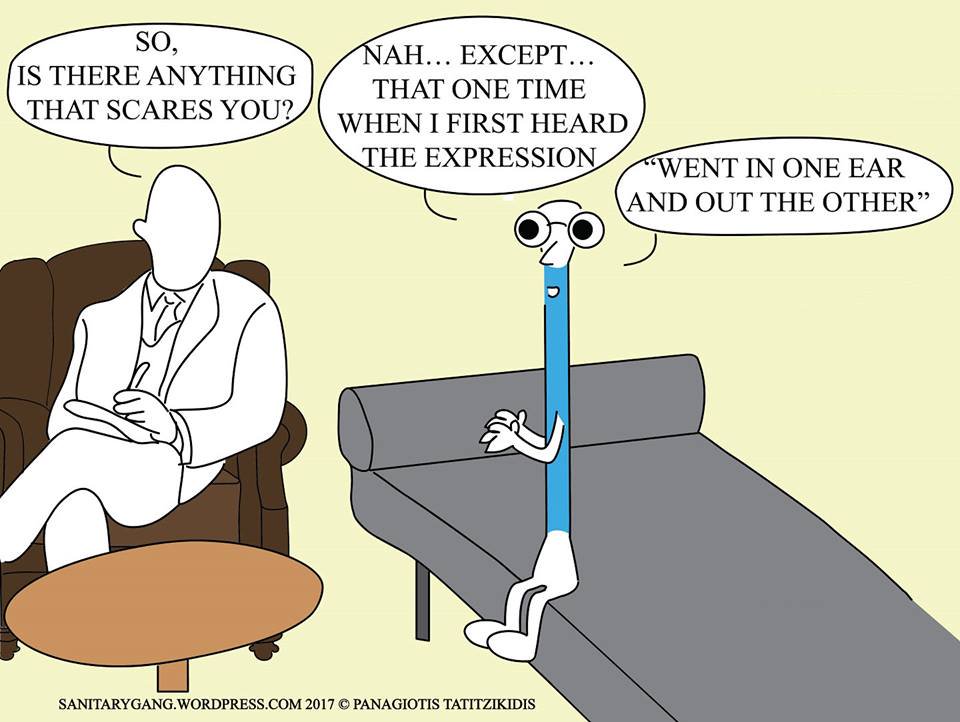 SO,
IS THERE ANYTHING
THAT SCARES YOU?
NAH... EXCEPT...
THAT ONE TIME
WHEN I FIRST HEARD
THE EXPRESSION
“WENT IN ONE EAR
AND OUT THE OTHER”
SANITARYGANG.WORDPRESS.COM 2017 © PANAGIOTIS TATITZIKIDIS